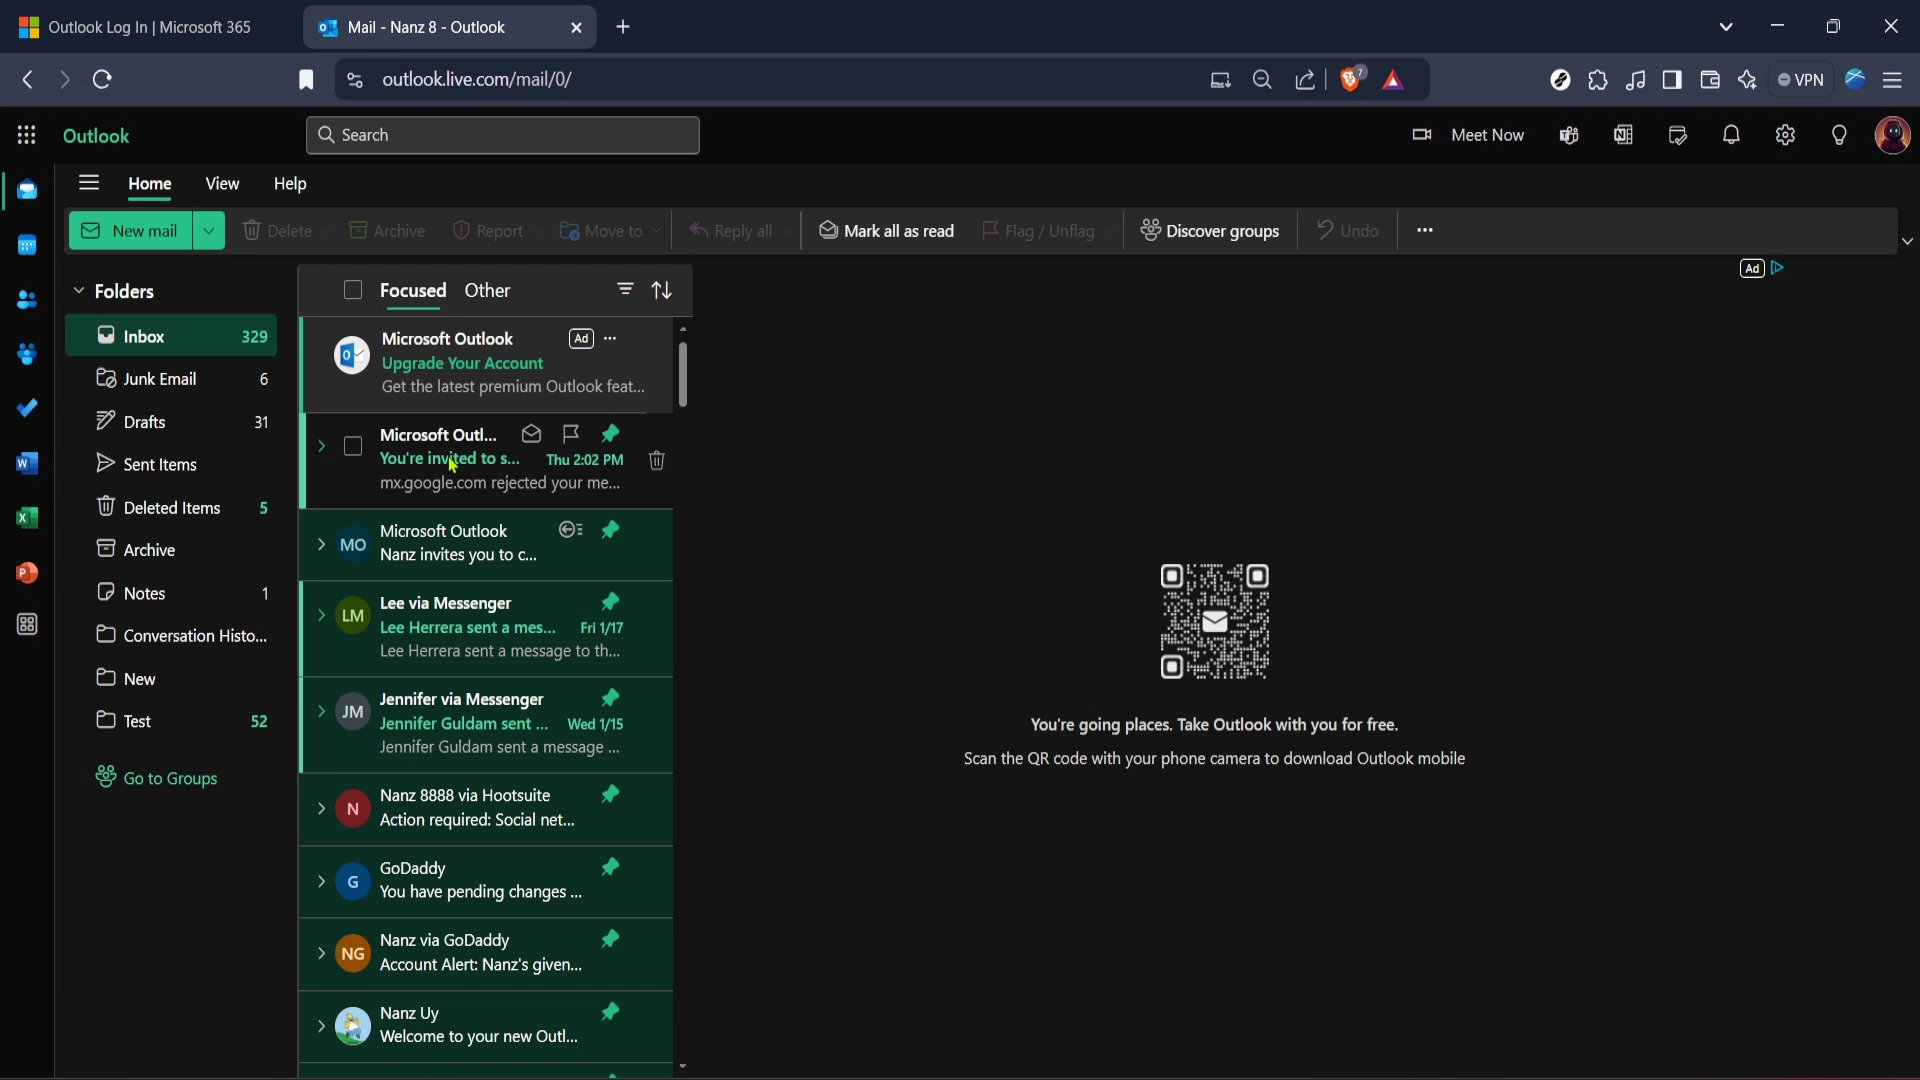 Outlook Log In | Microsoft 365
Mail - Nanz 8 - Outlook
outlook.live.com/mail/0/
7
VPN
Outlook
Search
Meet Now
Home View Help
New mail
Delete
Archive
Report
Move to
Reply all
Mark all as read
Flag / Unflag
Discover groups
Undo
Ad
Folders
Inbox 329
Junk Email 6
Drafts 31
Sent Items
Deleted Items 5
Archive
Notes 1
Conversation Histo...
New
Test 52
Go to Groups
Focused Other
Microsoft Outlook Ad
Upgrade Your Account
Get the latest premium Outlook feat...
Microsoft Outl...
You're invited to s... Thu 2:02 PM
mx.google.com rejected your me...
MO
Microsoft Outlook
Nanz invites you to c...
LM
Lee via Messenger
Lee Herrera sent a mes... Fri 1/17
Lee Herrera sent a message to th...
JM
Jennifer via Messenger
Jennifer Guldam sent ... Wed 1/15
Jennifer Guldam sent a message ...
N
Nanz 8888 via Hootsuite
Action required: Social net...
G
GoDaddy
You have pending changes ...
NG
Nanz via GoDaddy
Account Alert: Nanz's given...
Nanz Uy
Welcome to your new Outl...
You're going places. Take Outlook with you for free.
Scan the QR code with your phone camera to download Outlook mobile